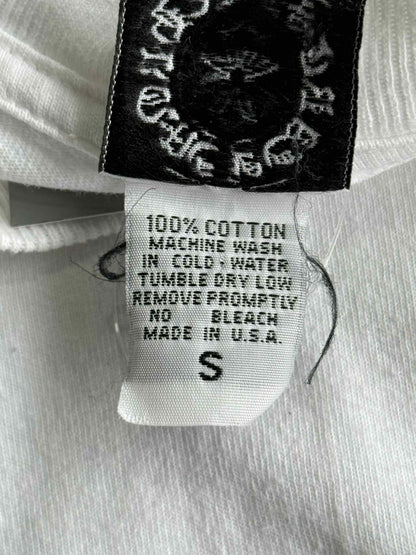 100% COTTON
MACHINE WASH
IN COLD - WATER
TUMBLE DRY LOW
REMOVE PROMPTLY
NO BLEACH
MADE IN U.S.A.
S